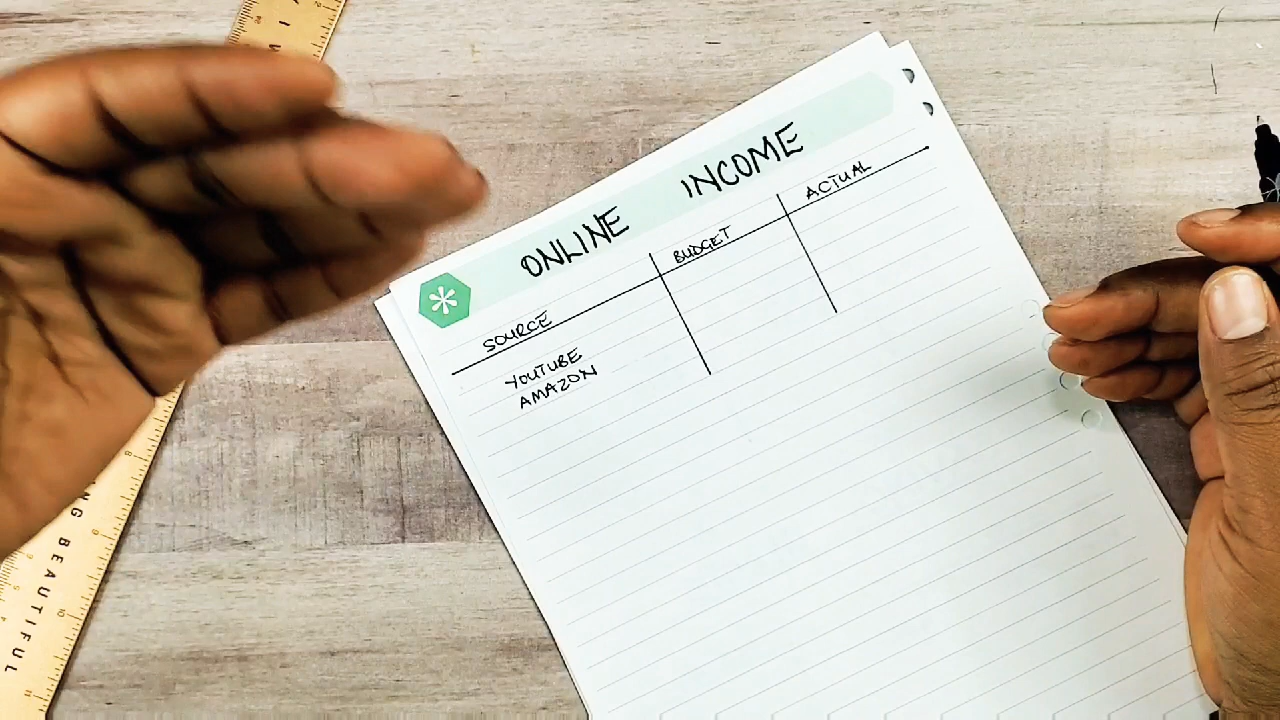 ONLINE INCOME
SOURCE BUDGET ACTUAL
YOUTUBE
AMAZON
BEAUTIFUL